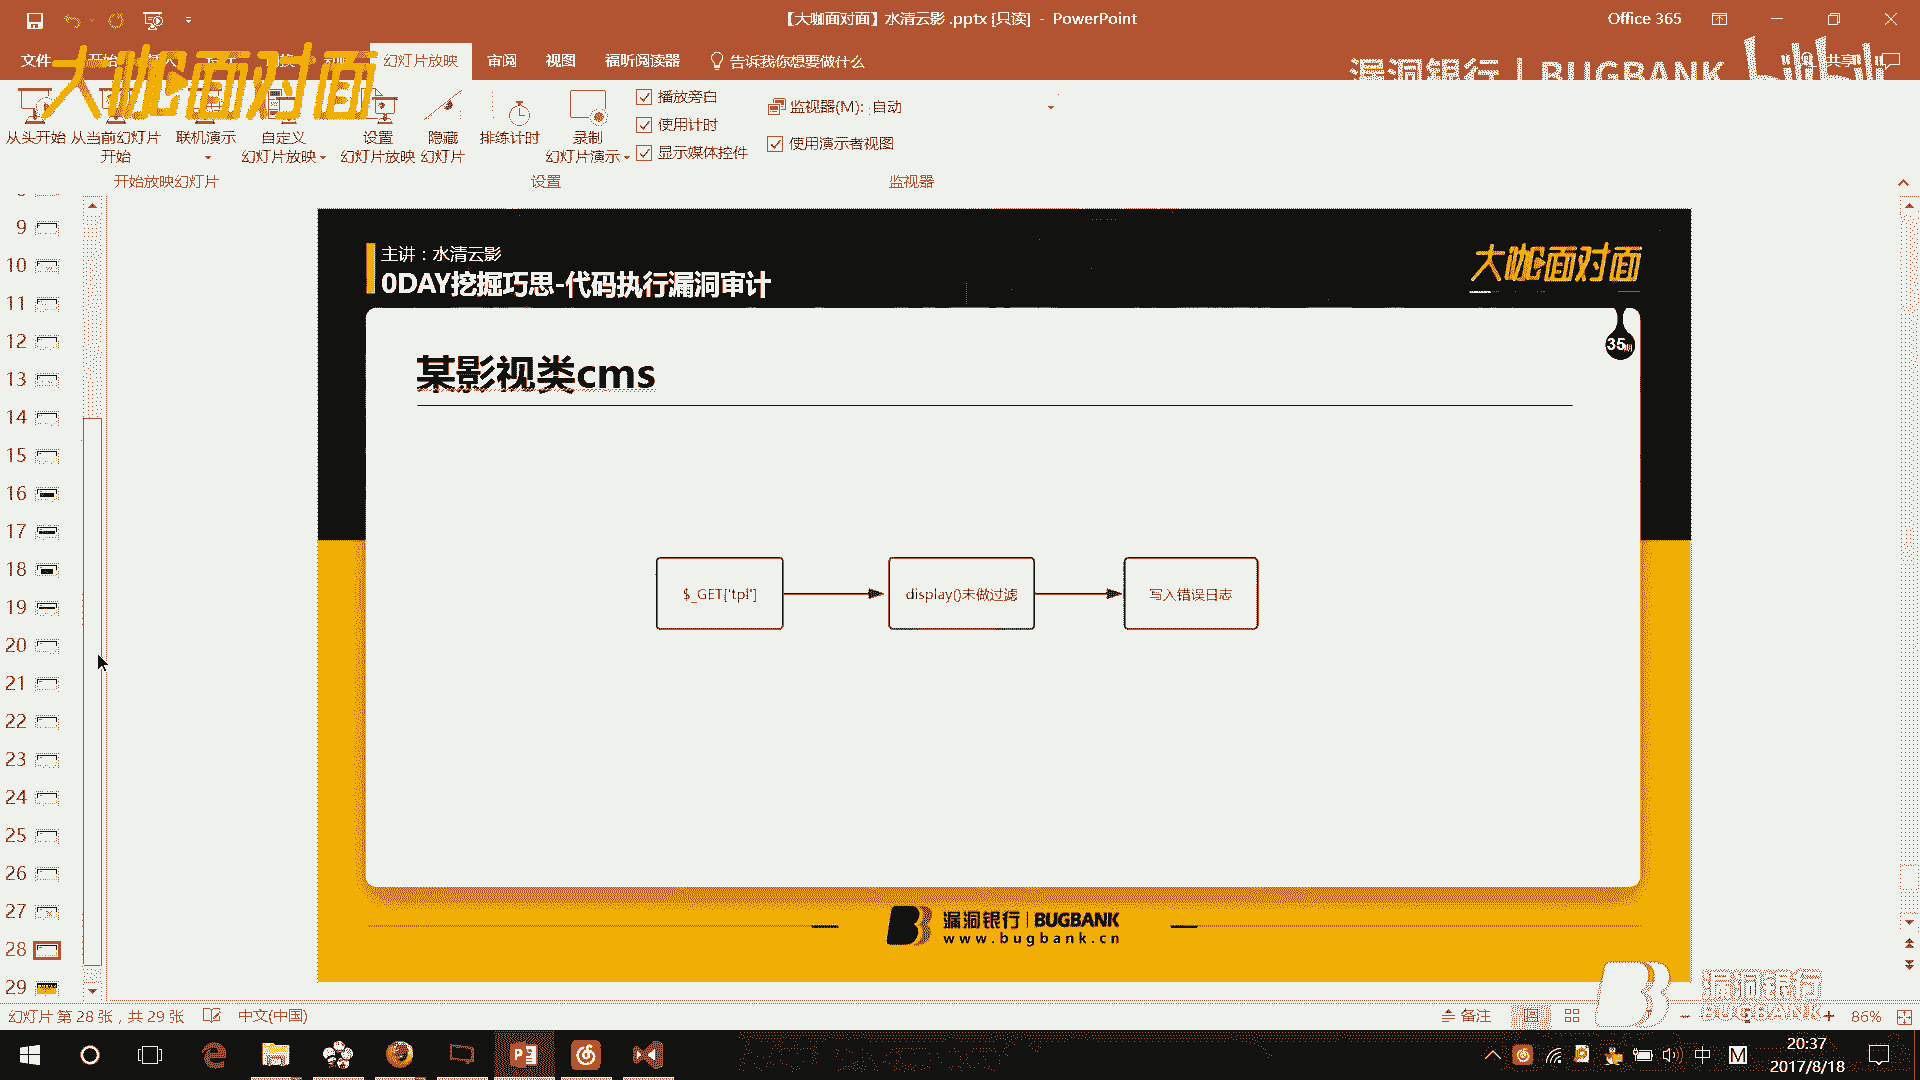 【大咖面对面】水清云影 .pptx [只读] - PowerPoint
Office 365
文件
幻灯片放映
审阅
视图
福昕阅读器
告诉我你想要做什么
共享
大咖面对面
漏洞银行 | BUGBANK
bilibili
从头开始
从当前幻灯片
开始
联机演示
自定义
幻灯片放映
设置
幻灯片放映
隐藏
幻灯片
排练计时
录制
幻灯片演示
播放旁白
使用计时
显示媒体控件
监视器(M):
自动
使用演示者视图
开始放映幻灯片
设置
监视器
9
10
11
12
13
14
15
16
17
18
19
20
21
22
23
24
25
26
27
28
29
主讲：水清云影
0DAY挖掘巧思-代码执行漏洞审计
大咖面对面
35期
某影视类cms
$_GET['tpl']
display()未做过滤
写入错误日志
漏洞银行 | BUGBANK
www.bugbank.cn
漏洞银行
BUGBANK
幻灯片 第 28 张，共 29 张
中文(中国)
备注
86%
中
M
20:37
2017/8/18